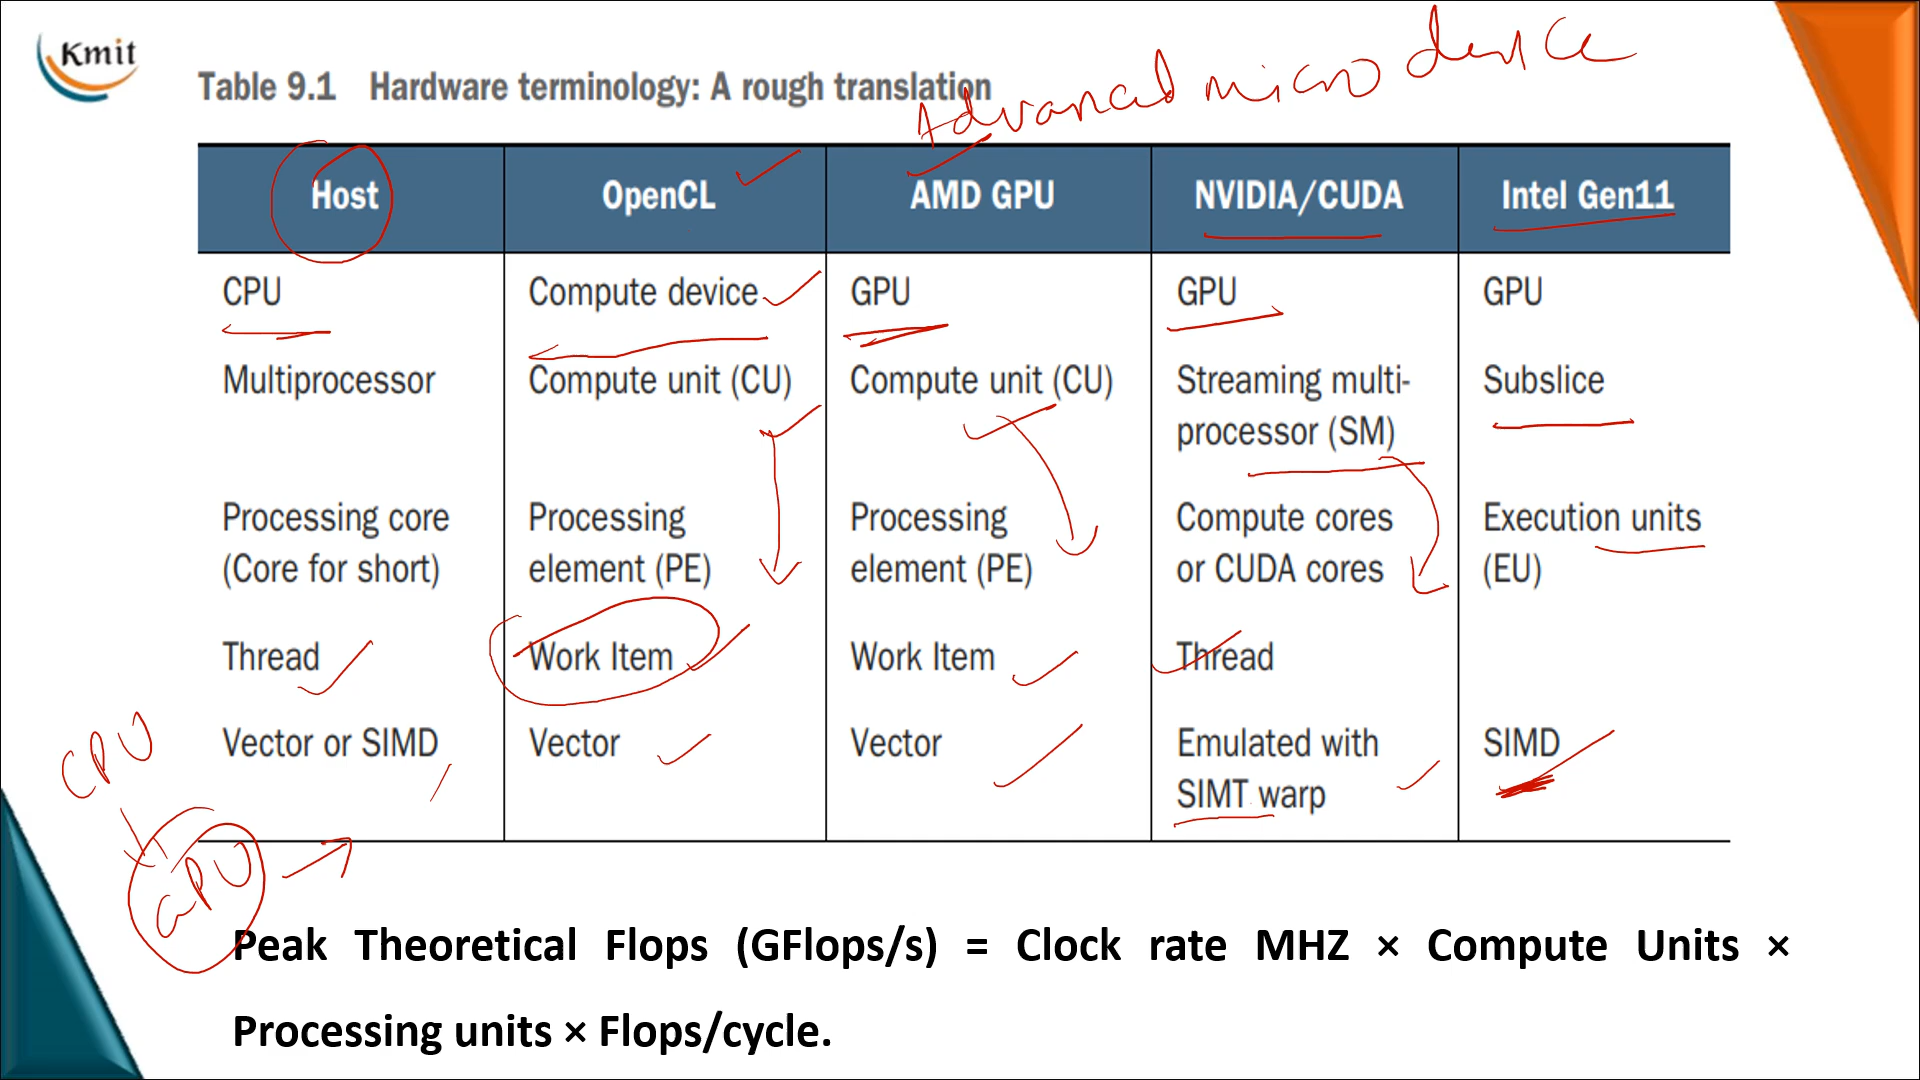 Kmit
Advanced micro device
Table 9.1 Hardware terminology: A rough translation
Host OpenCL AMD GPU NVIDIA/CUDA Intel Gen11
CPU Compute device GPU GPU GPU
Multiprocessor Compute unit (CU) Compute unit (CU) Streaming multi- Subslice
processor (SM)
Processing core Processing Processing Compute cores Execution units
(Core for short) element (PE) element (PE) or CUDA cores (EU)
Thread Work Item Work Item Thread
Vector or SIMD Vector Vector Emulated with SIMD
SIMT warp
CPU
GPU
Peak Theoretical Flops (GFlops/s) = Clock rate MHZ × Compute Units ×
Processing units × Flops/cycle.